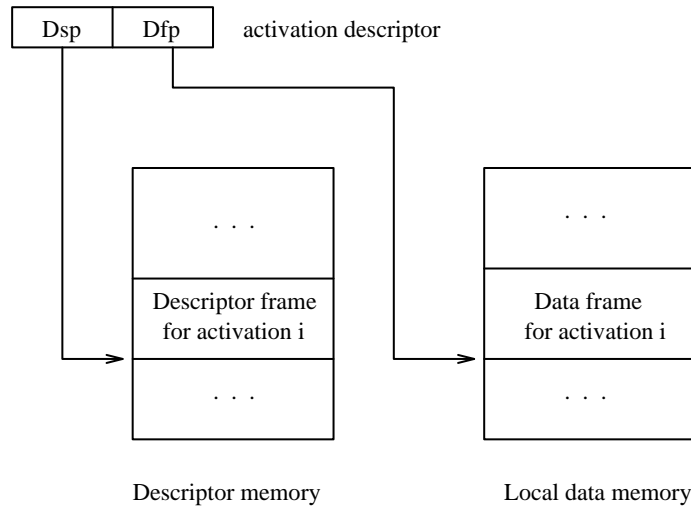 Dsp Dfp activation descriptor
. . .
. . .
Descriptor frame
for activation i
Data frame
for activation i
. . .
. . .
Descriptor memory
Local data memory